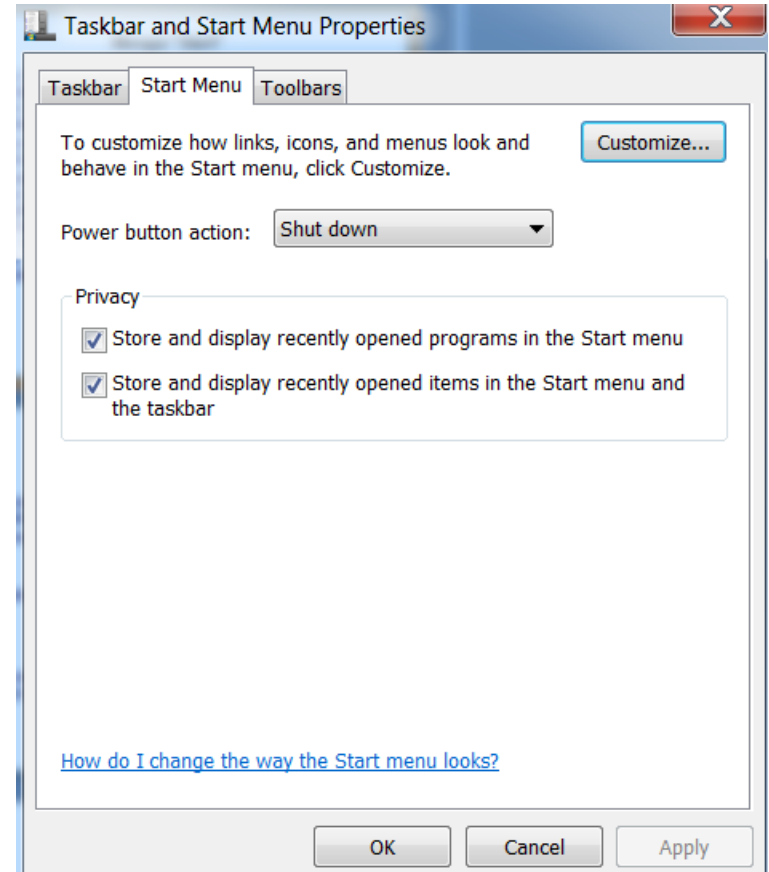 Taskbar and Start Menu Properties
X
Taskbar Start Menu Toolbars
To customize how links, icons, and menus look and
behave in the Start menu, click Customize.
Customize...
Power button action: Shut down
Privacy
Store and display recently opened programs in the Start menu
Store and display recently opened items in the Start menu and
the taskbar
How do I change the way the Start menu looks?
OK Cancel Apply